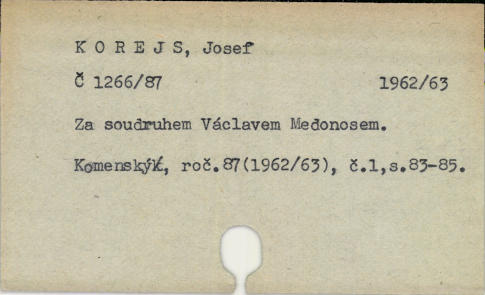 K O R E J S, Josef
Č 1266/87 1962/63
Za soudruhem Václavem Medonosem.
Komenský, roč.87(1962/63), č.1,s.83-85.